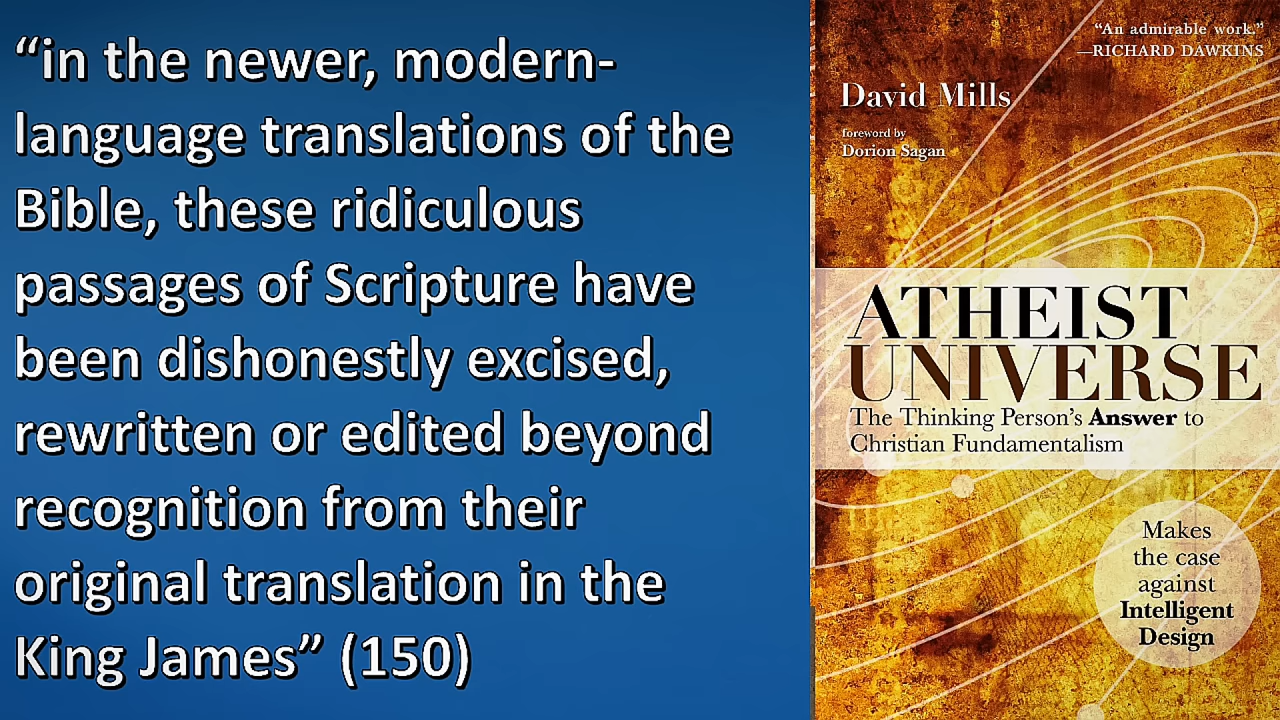 “in the newer, modern-
language translations of the
Bible, these ridiculous
passages of Scripture have
been dishonestly excised,
rewritten or edited beyond
recognition from their
original translation in the
King James” (150)
“An admirable work.”
—RICHARD DAWKINS
David Mills
foreword by
Dorion Sagan
ATHEIST
UNIVERSE
The Thinking Person’s Answer to
Christian Fundamentalism
Makes
the case
against
Intelligent
Design